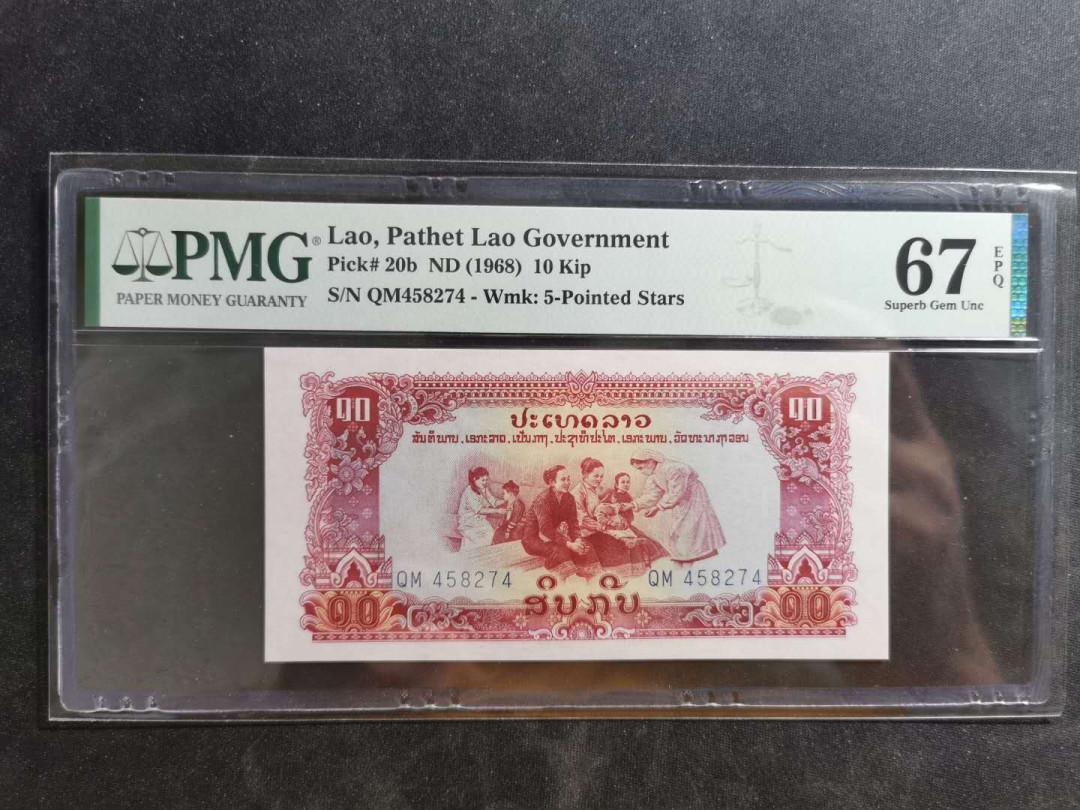 PMG®
PAPER MONEY GUARANTY
Lao, Pathet Lao Government
Pick# 20b ND (1968) 10 Kip
S/N QM458274 - Wmk: 5-Pointed Stars
67
EPQ
Superb Gem Unc
໑໐ ໑໐
ປະເທດລາວ
QM 458274 QM 458274
ສິບກີບ
໑໐ ໑໐